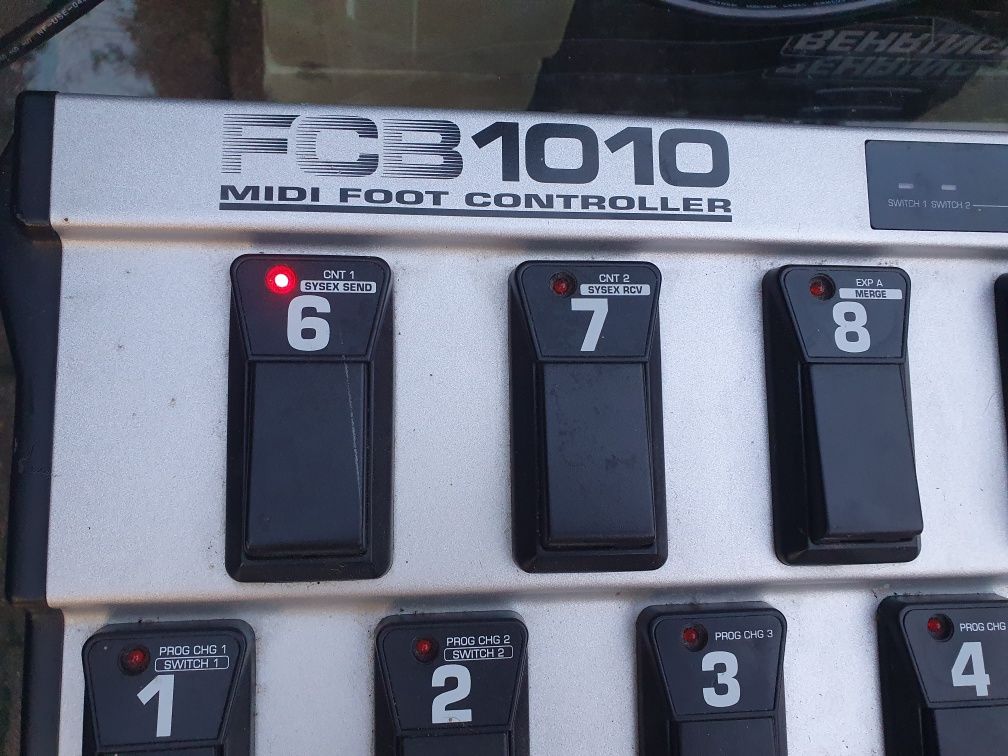 BEHRING
FCB1010
MIDI FOOT CONTROLLER
SWITCH 1 SWITCH 2
CNT 1
SYSEX SEND
6
CNT 2
SYSEX RCV
7
EXP A
MERGE
8
PROG CHG 1
SWITCH 1
1
PROG CHG 2
SWITCH 2
2
PROG CHG 3
3
PROG CHG
4